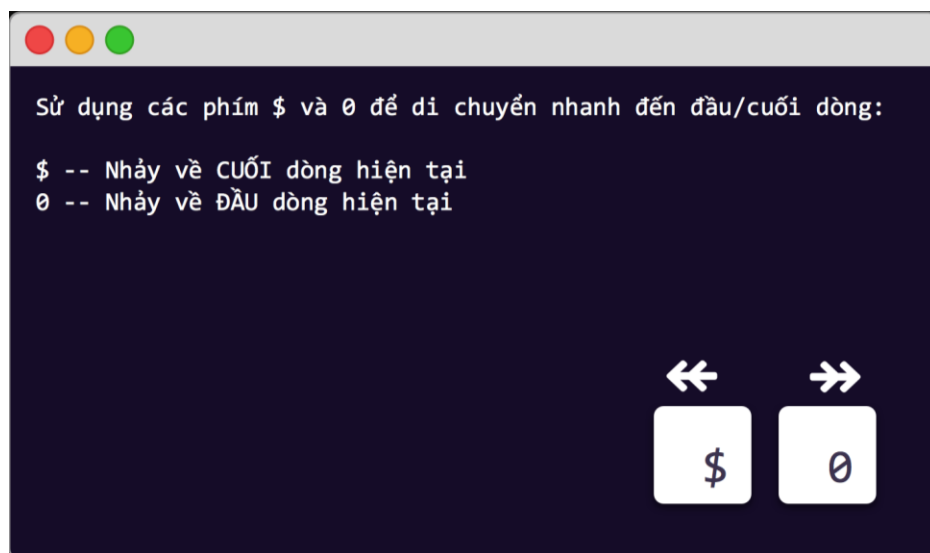 Sử dụng các phím $ và 0 để di chuyển nhanh đến đầu/cuối dòng:
$ -- Nhảy về CUỐI dòng hiện tại
0 -- Nhảy về ĐẦU dòng hiện tại
$ 0